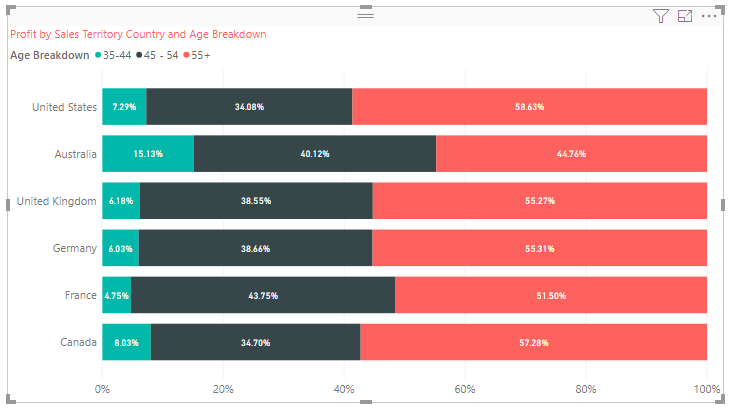 Profit by Sales Territory Country and Age Breakdown
Age Breakdown 35-44 45 - 54 55+
United States 7.29% 34.08% 58.63%
Australia 15.13% 40.12% 44.76%
United Kingdom 6.18% 38.55% 55.27%
Germany 6.03% 38.66% 55.31%
France 4.75% 43.75% 51.50%
Canada 8.03% 34.70% 57.28%
0% 20% 40% 60% 80% 100%